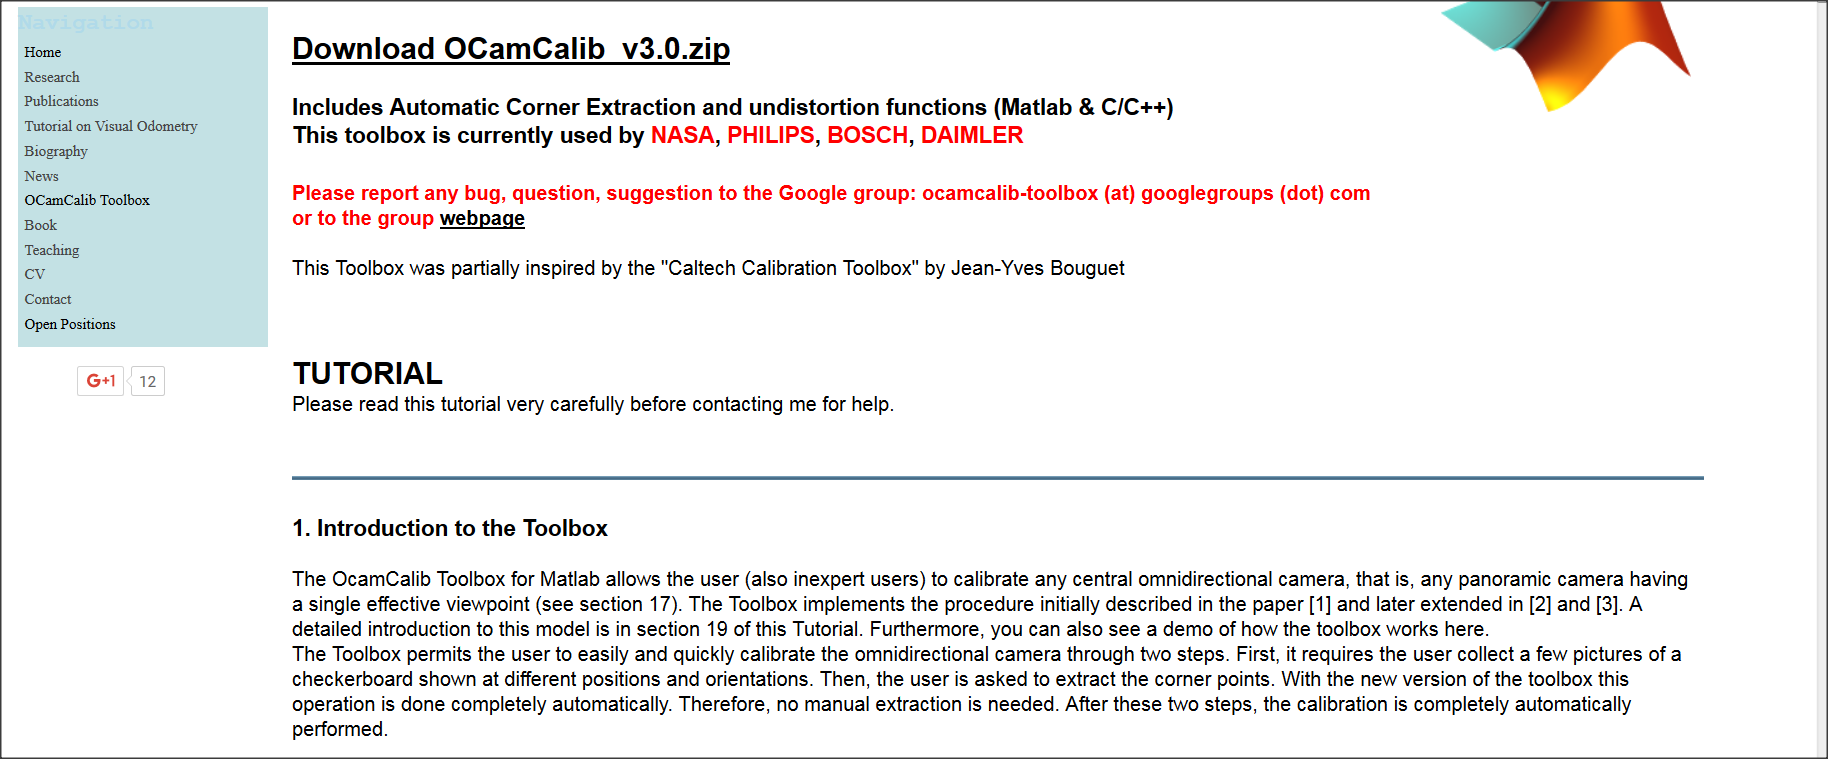 Navigation
Home
Research
Publications
Tutorial on Visual Odometry
Biography
News
OCamCalib Toolbox
Book
Teaching
CV
Contact
Open Positions
G+1 12
Download OCamCalib_v3.0.zip
Includes Automatic Corner Extraction and undistortion functions (Matlab & C/C++)
This toolbox is currently used by NASA, PHILIPS, BOSCH, DAIMLER
Please report any bug, question, suggestion to the Google group: ocamcalib-toolbox (at) googlegroups (dot) com
or to the group webpage
This Toolbox was partially inspired by the "Caltech Calibration Toolbox" by Jean-Yves Bouguet
TUTORIAL
Please read this tutorial very carefully before contacting me for help.
1. Introduction to the Toolbox
The OcamCalib Toolbox for Matlab allows the user (also inexpert users) to calibrate any central omnidirectional camera, that is, any panoramic camera having
a single effective viewpoint (see section 17). The Toolbox implements the procedure initially described in the paper [1] and later extended in [2] and [3]. A
detailed introduction to this model is in section 19 of this Tutorial. Furthermore, you can also see a demo of how the toolbox works here.
The Toolbox permits the user to easily and quickly calibrate the omnidirectional camera through two steps. First, it requires the user collect a few pictures of a
checkerboard shown at different positions and orientations. Then, the user is asked to extract the corner points. With the new version of the toolbox this
operation is done completely automatically. Therefore, no manual extraction is needed. After these two steps, the calibration is completely automatically
performed.